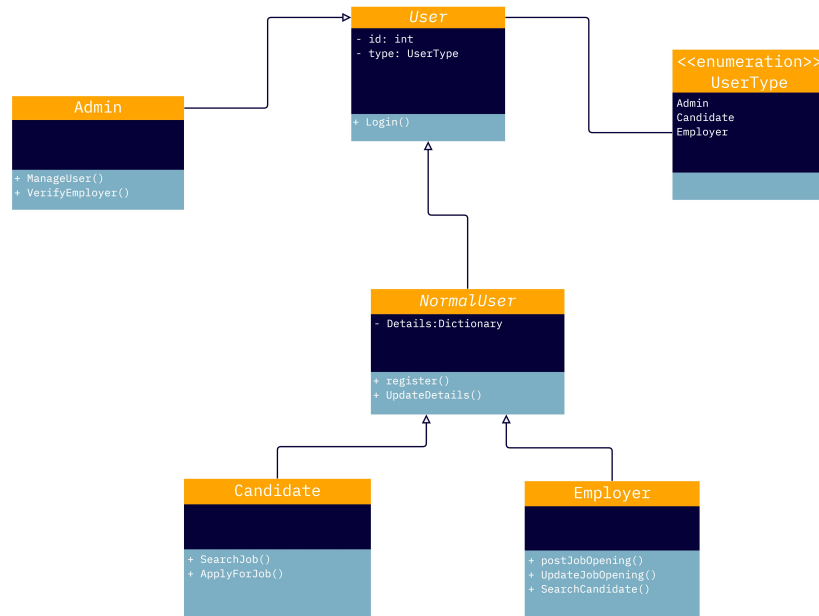 User
- id: int
- type: UserType
+ Login()
<<enumeration>>
UserType
Admin
Candidate
Employer
Admin
+ ManageUser()
+ VerifyEmployer()
NormalUser
- Details:Dictionary
+ register()
+ UpdateDetails()
Candidate
+ SearchJob()
+ ApplyForJob()
Employer
+ postJobOpening()
+ UpdateJobOpening()
+ SearchCandidate()